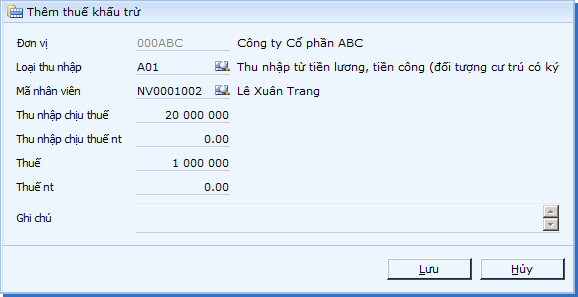 Thêm thuế khấu trừ
Đơn vị 000ABC Công ty Cổ phần ABC
Loại thu nhập A01 Thu nhập từ tiền lương, tiền công (đối tượng cư trú có ký
Mã nhân viên NV0001002 Lê Xuân Trang
Thu nhập chịu thuế 20 000 000
Thu nhập chịu thuế nt 0.00
Thuế 1 000 000
Thuế nt 0.00
Ghi chú
Lưu Hủy